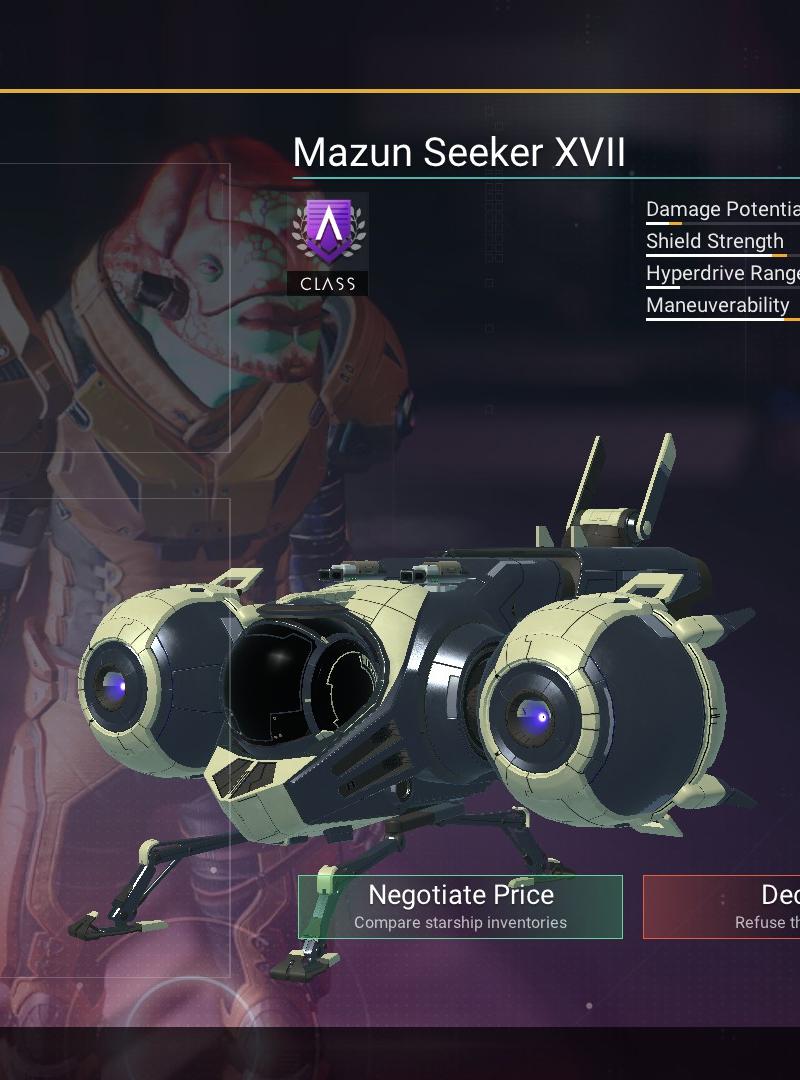 Mazun Seeker XVII
CLASS
Damage Potentia
Shield Strength
Hyperdrive Range
Maneuverability
Negotiate Price
Compare starship inventories
Dec
Refuse th